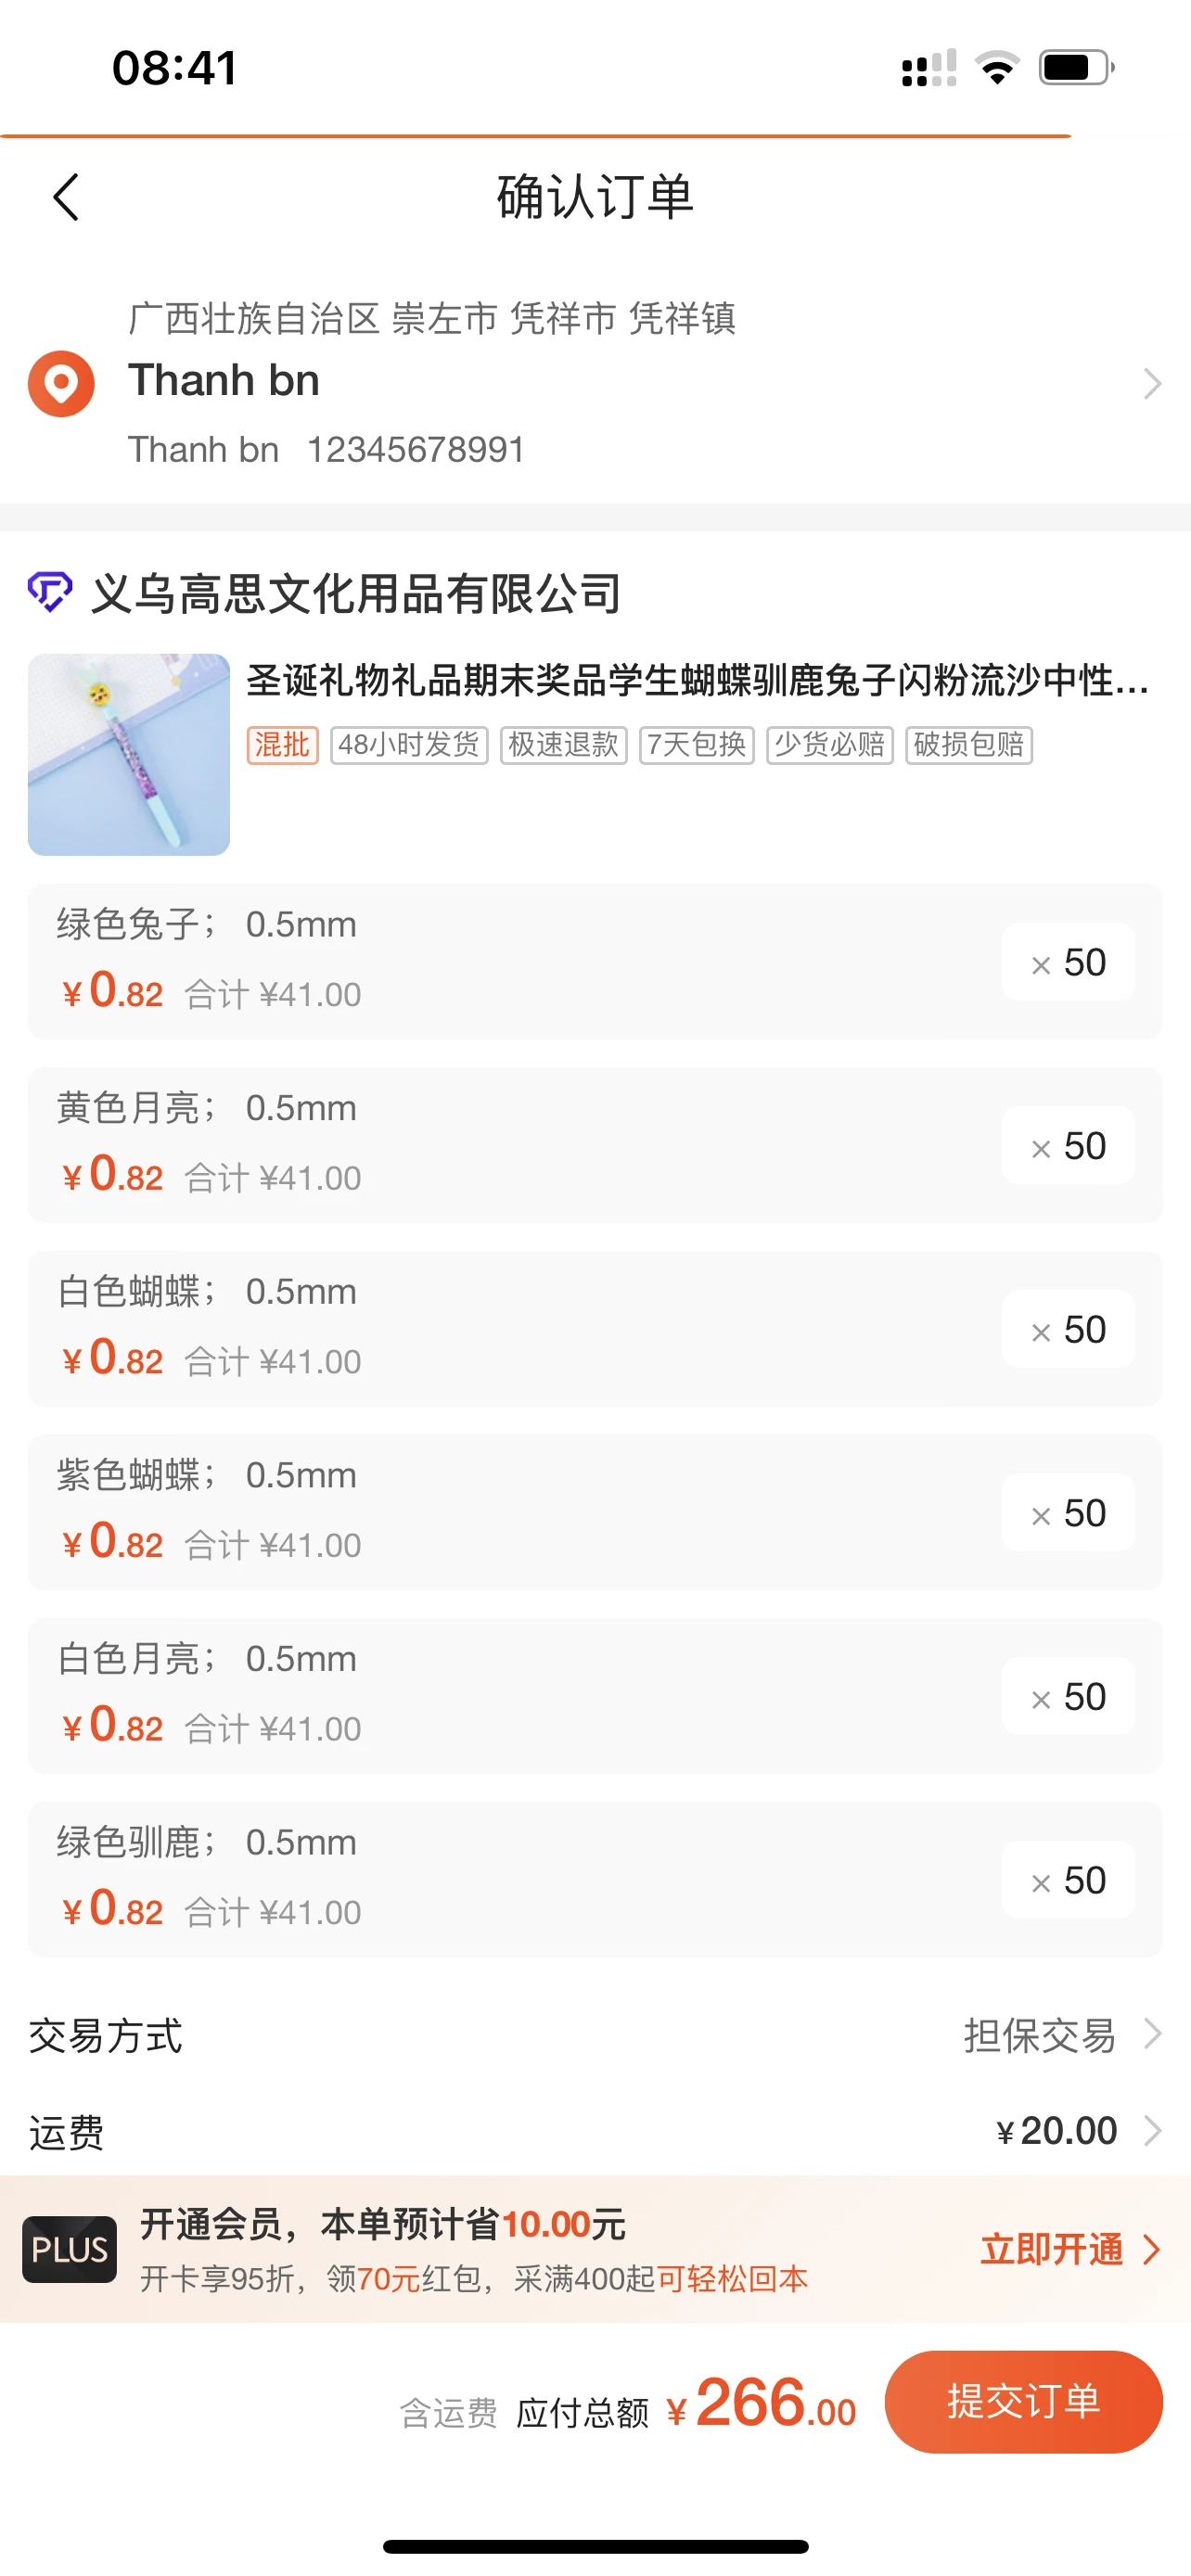 08:41
确认订单
广西壮族自治区 崇左市 凭祥市 凭祥镇
Thanh bn
Thanh bn 12345678991
义乌高思文化用品有限公司
圣诞礼物礼品期末奖品学生蝴蝶驯鹿兔子闪粉流沙中性...
混批 48小时发货 极速退款 7天包换 少货必赔 破损包赔
绿色兔子； 0.5mm
¥0.82 合计 ¥41.00 × 50
黄色月亮； 0.5mm
¥0.82 合计 ¥41.00 × 50
白色蝴蝶； 0.5mm
¥0.82 合计 ¥41.00 × 50
紫色蝴蝶； 0.5mm
¥0.82 合计 ¥41.00 × 50
白色月亮； 0.5mm
¥0.82 合计 ¥41.00 × 50
绿色驯鹿； 0.5mm
¥0.82 合计 ¥41.00 × 50
交易方式 担保交易
运费 ¥20.00
PLUS 开通会员，本单预计省10.00元
开卡享95折，领70元红包，采满400起可轻松回本
立即开通
含运费 应付总额 ¥266.00 提交订单